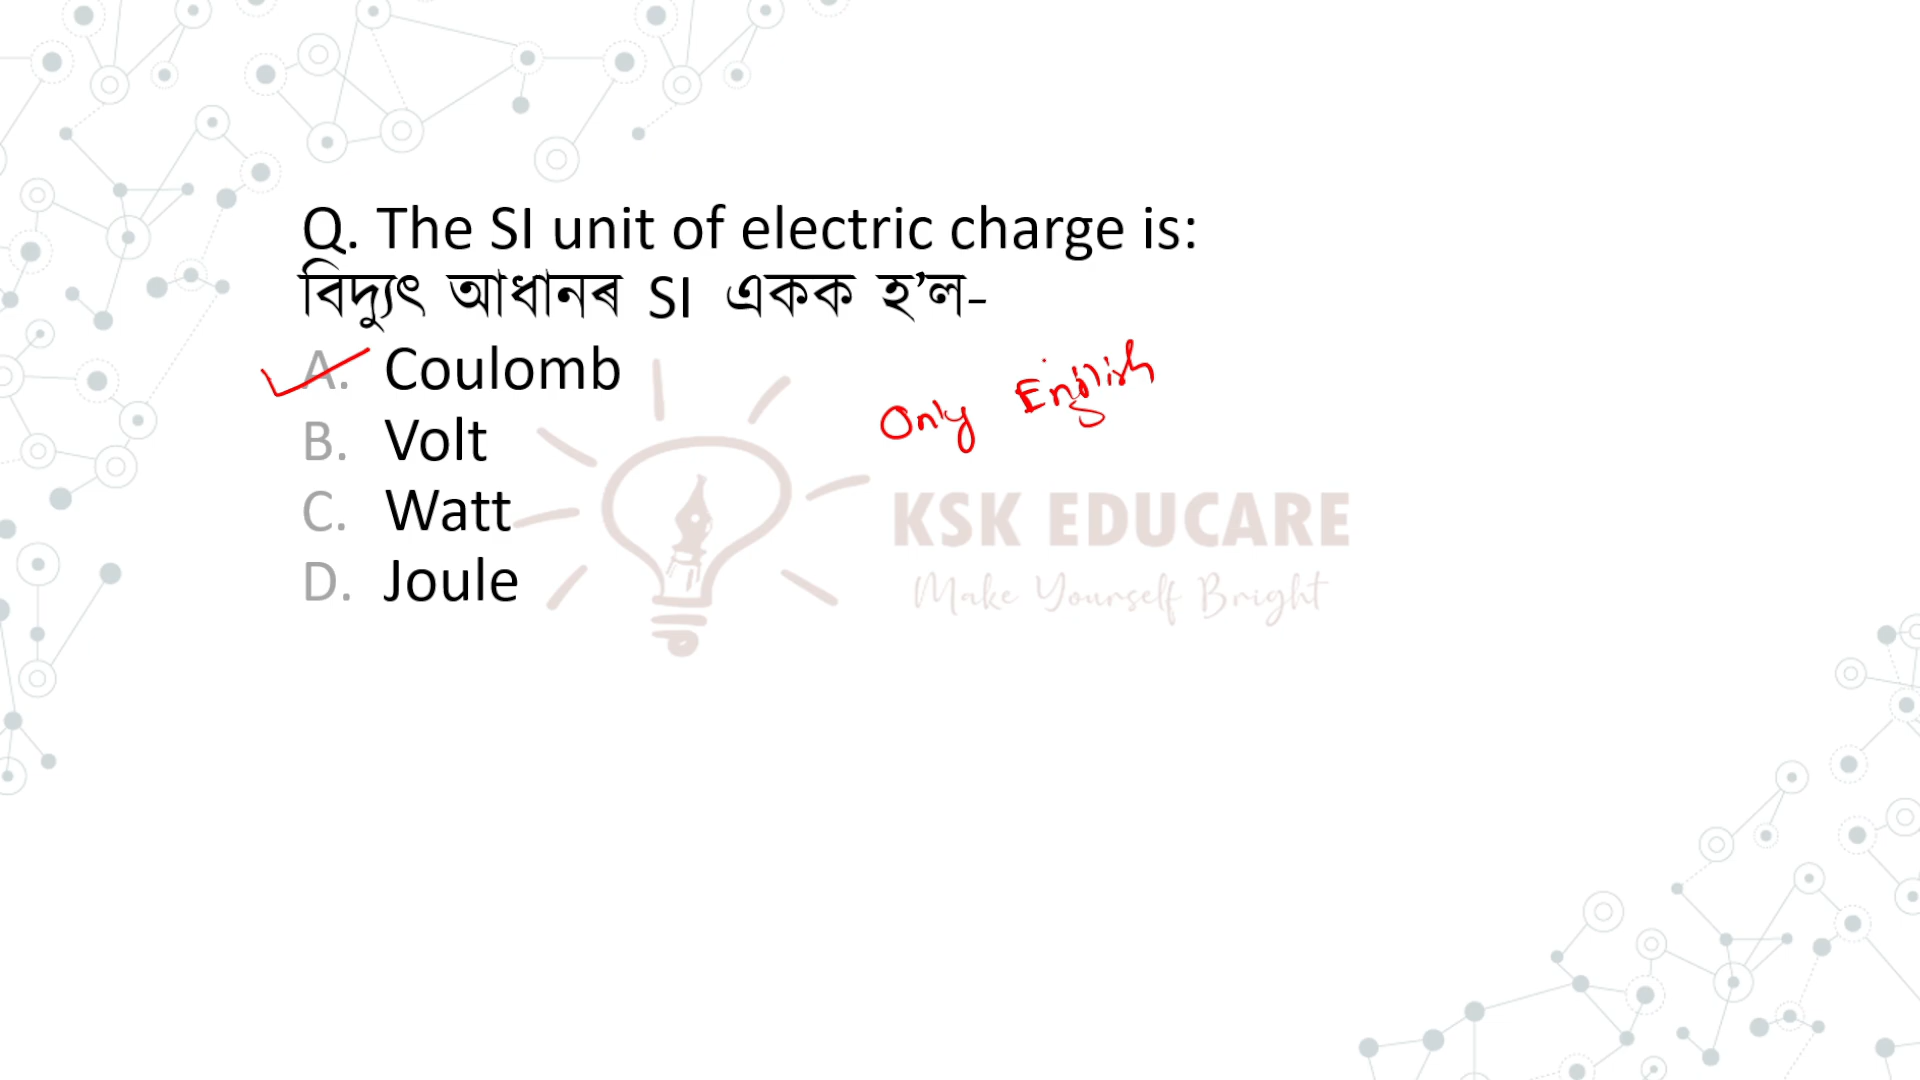 Q. The SI unit of electric charge is:
বিদ্যুৎ আধানৰ SI একক হ’ল-
A. Coulomb
B. Volt
C. Watt
D. Joule
Only English
KSK EDUCARE
Make Yourself Bright